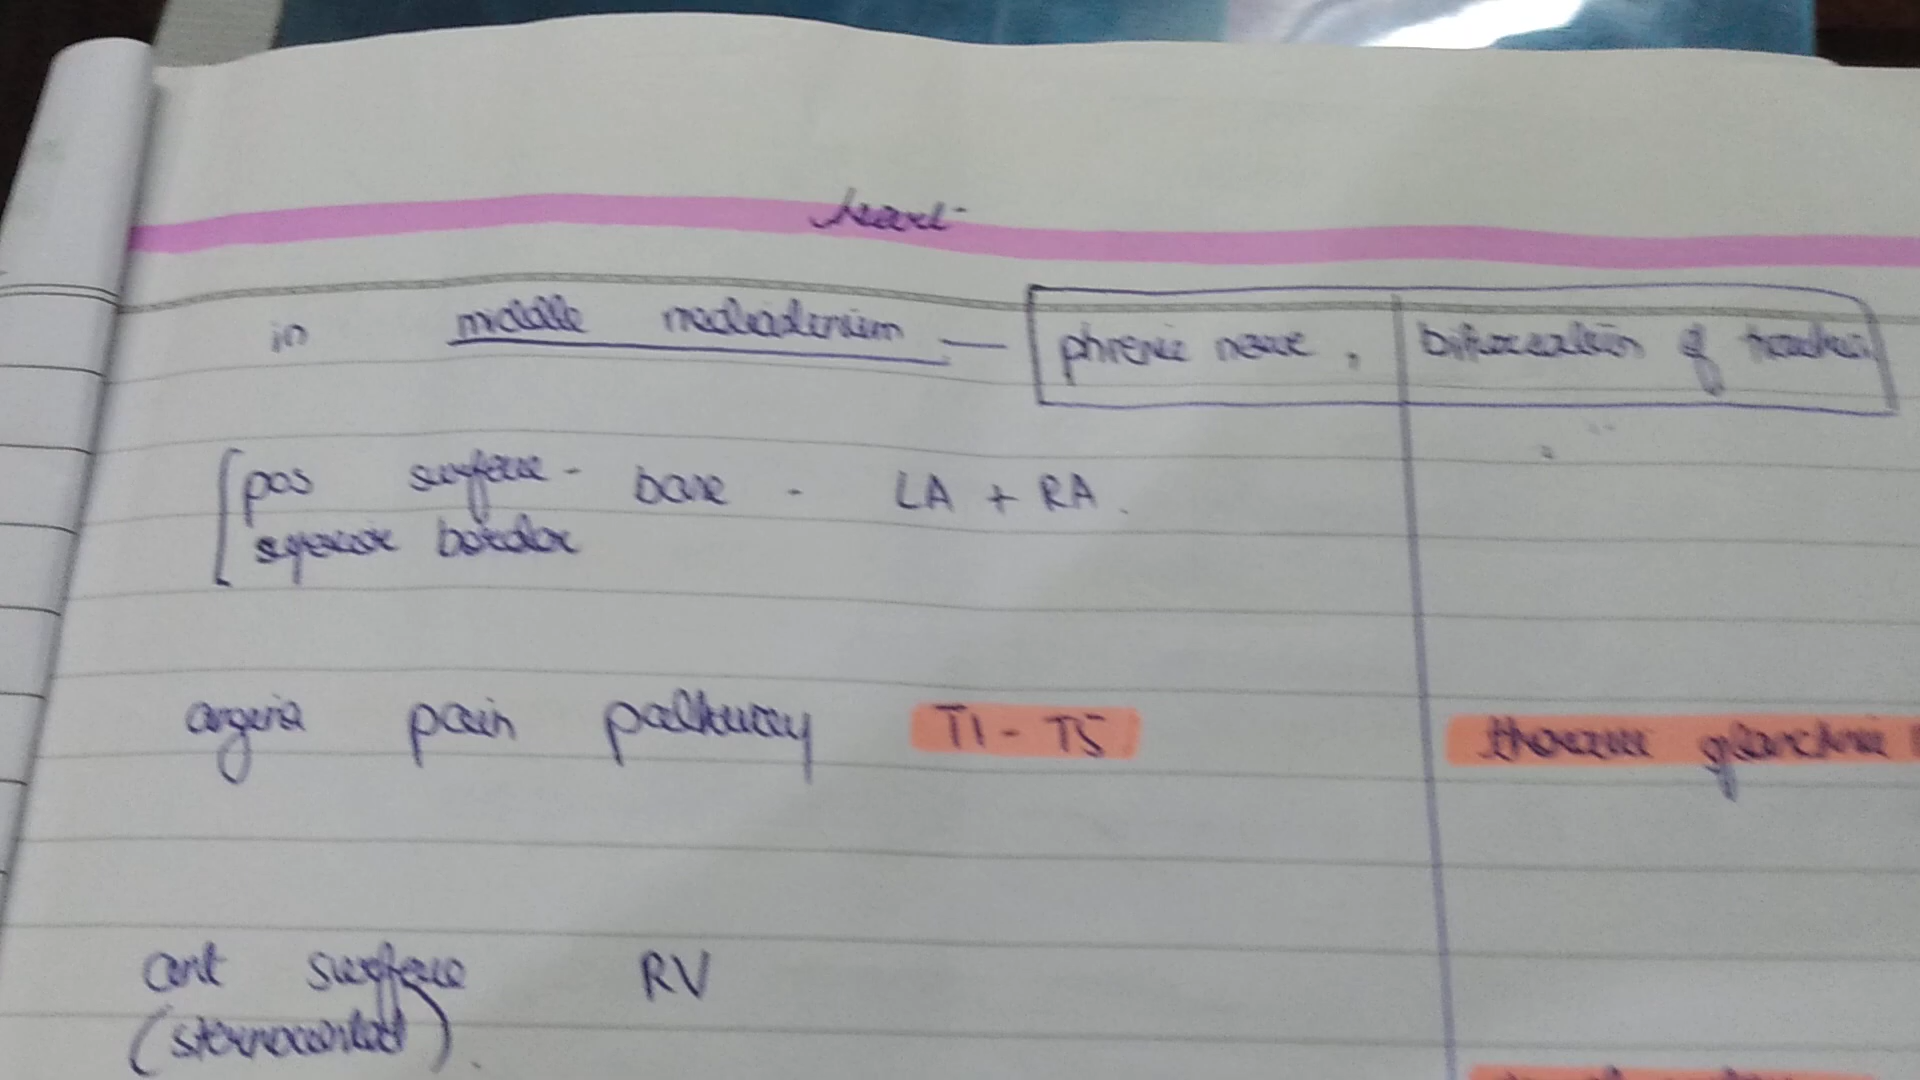 heart
in middle mediastinum — phrenic nerve, bifurcation of trachea
pos surface - base - LA + RA.
superior border
angina pain pathway T1 - T5 thoracic splanchnic
ant surface RV
(sternocostal).